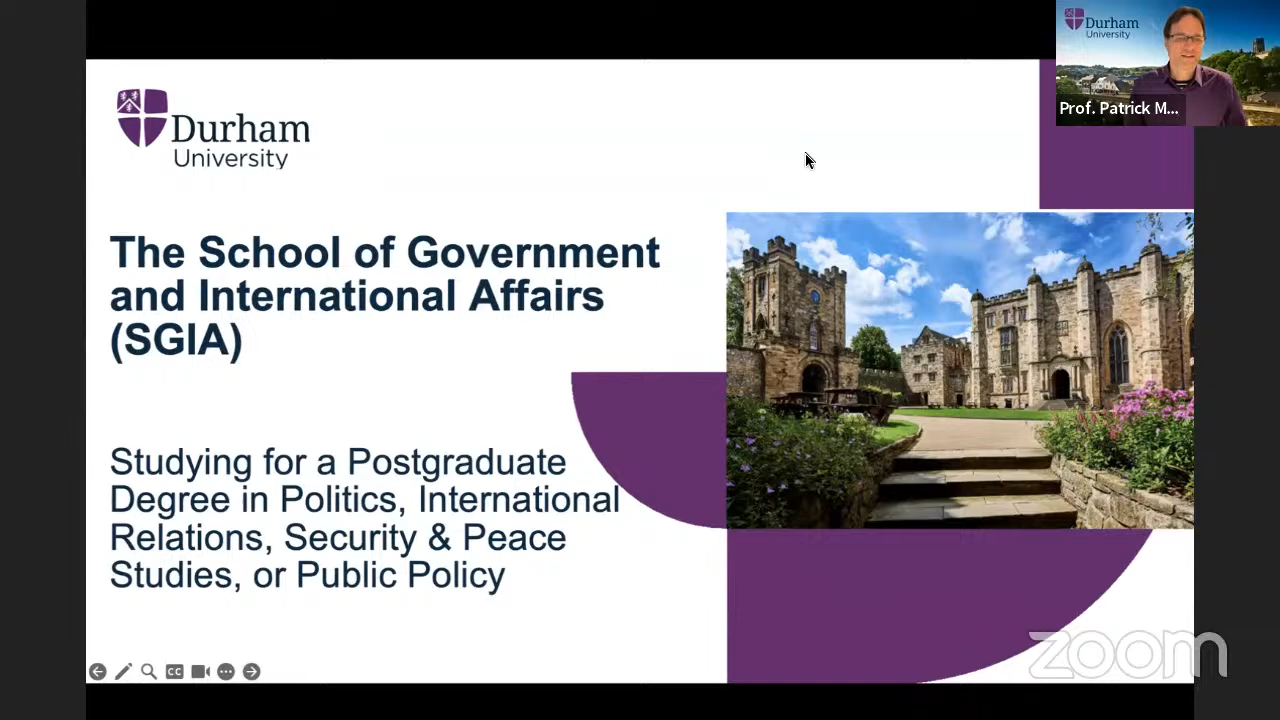 Durham
University
Prof. Patrick M...
Durham
University
The School of Government
and International Affairs
(SGIA)
Studying for a Postgraduate
Degree in Politics, International
Relations, Security & Peace
Studies, or Public Policy
CC
zoom